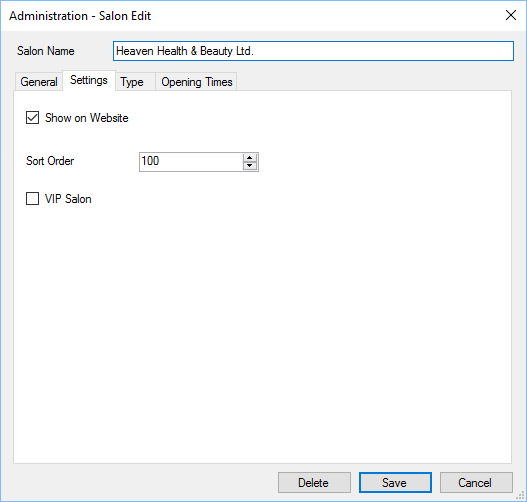 Administration - Salon Edit
Salon Name Heaven Health & Beauty Ltd.
General Settings Type Opening Times
Show on Website
Sort Order 100
VIP Salon
Delete Save Cancel